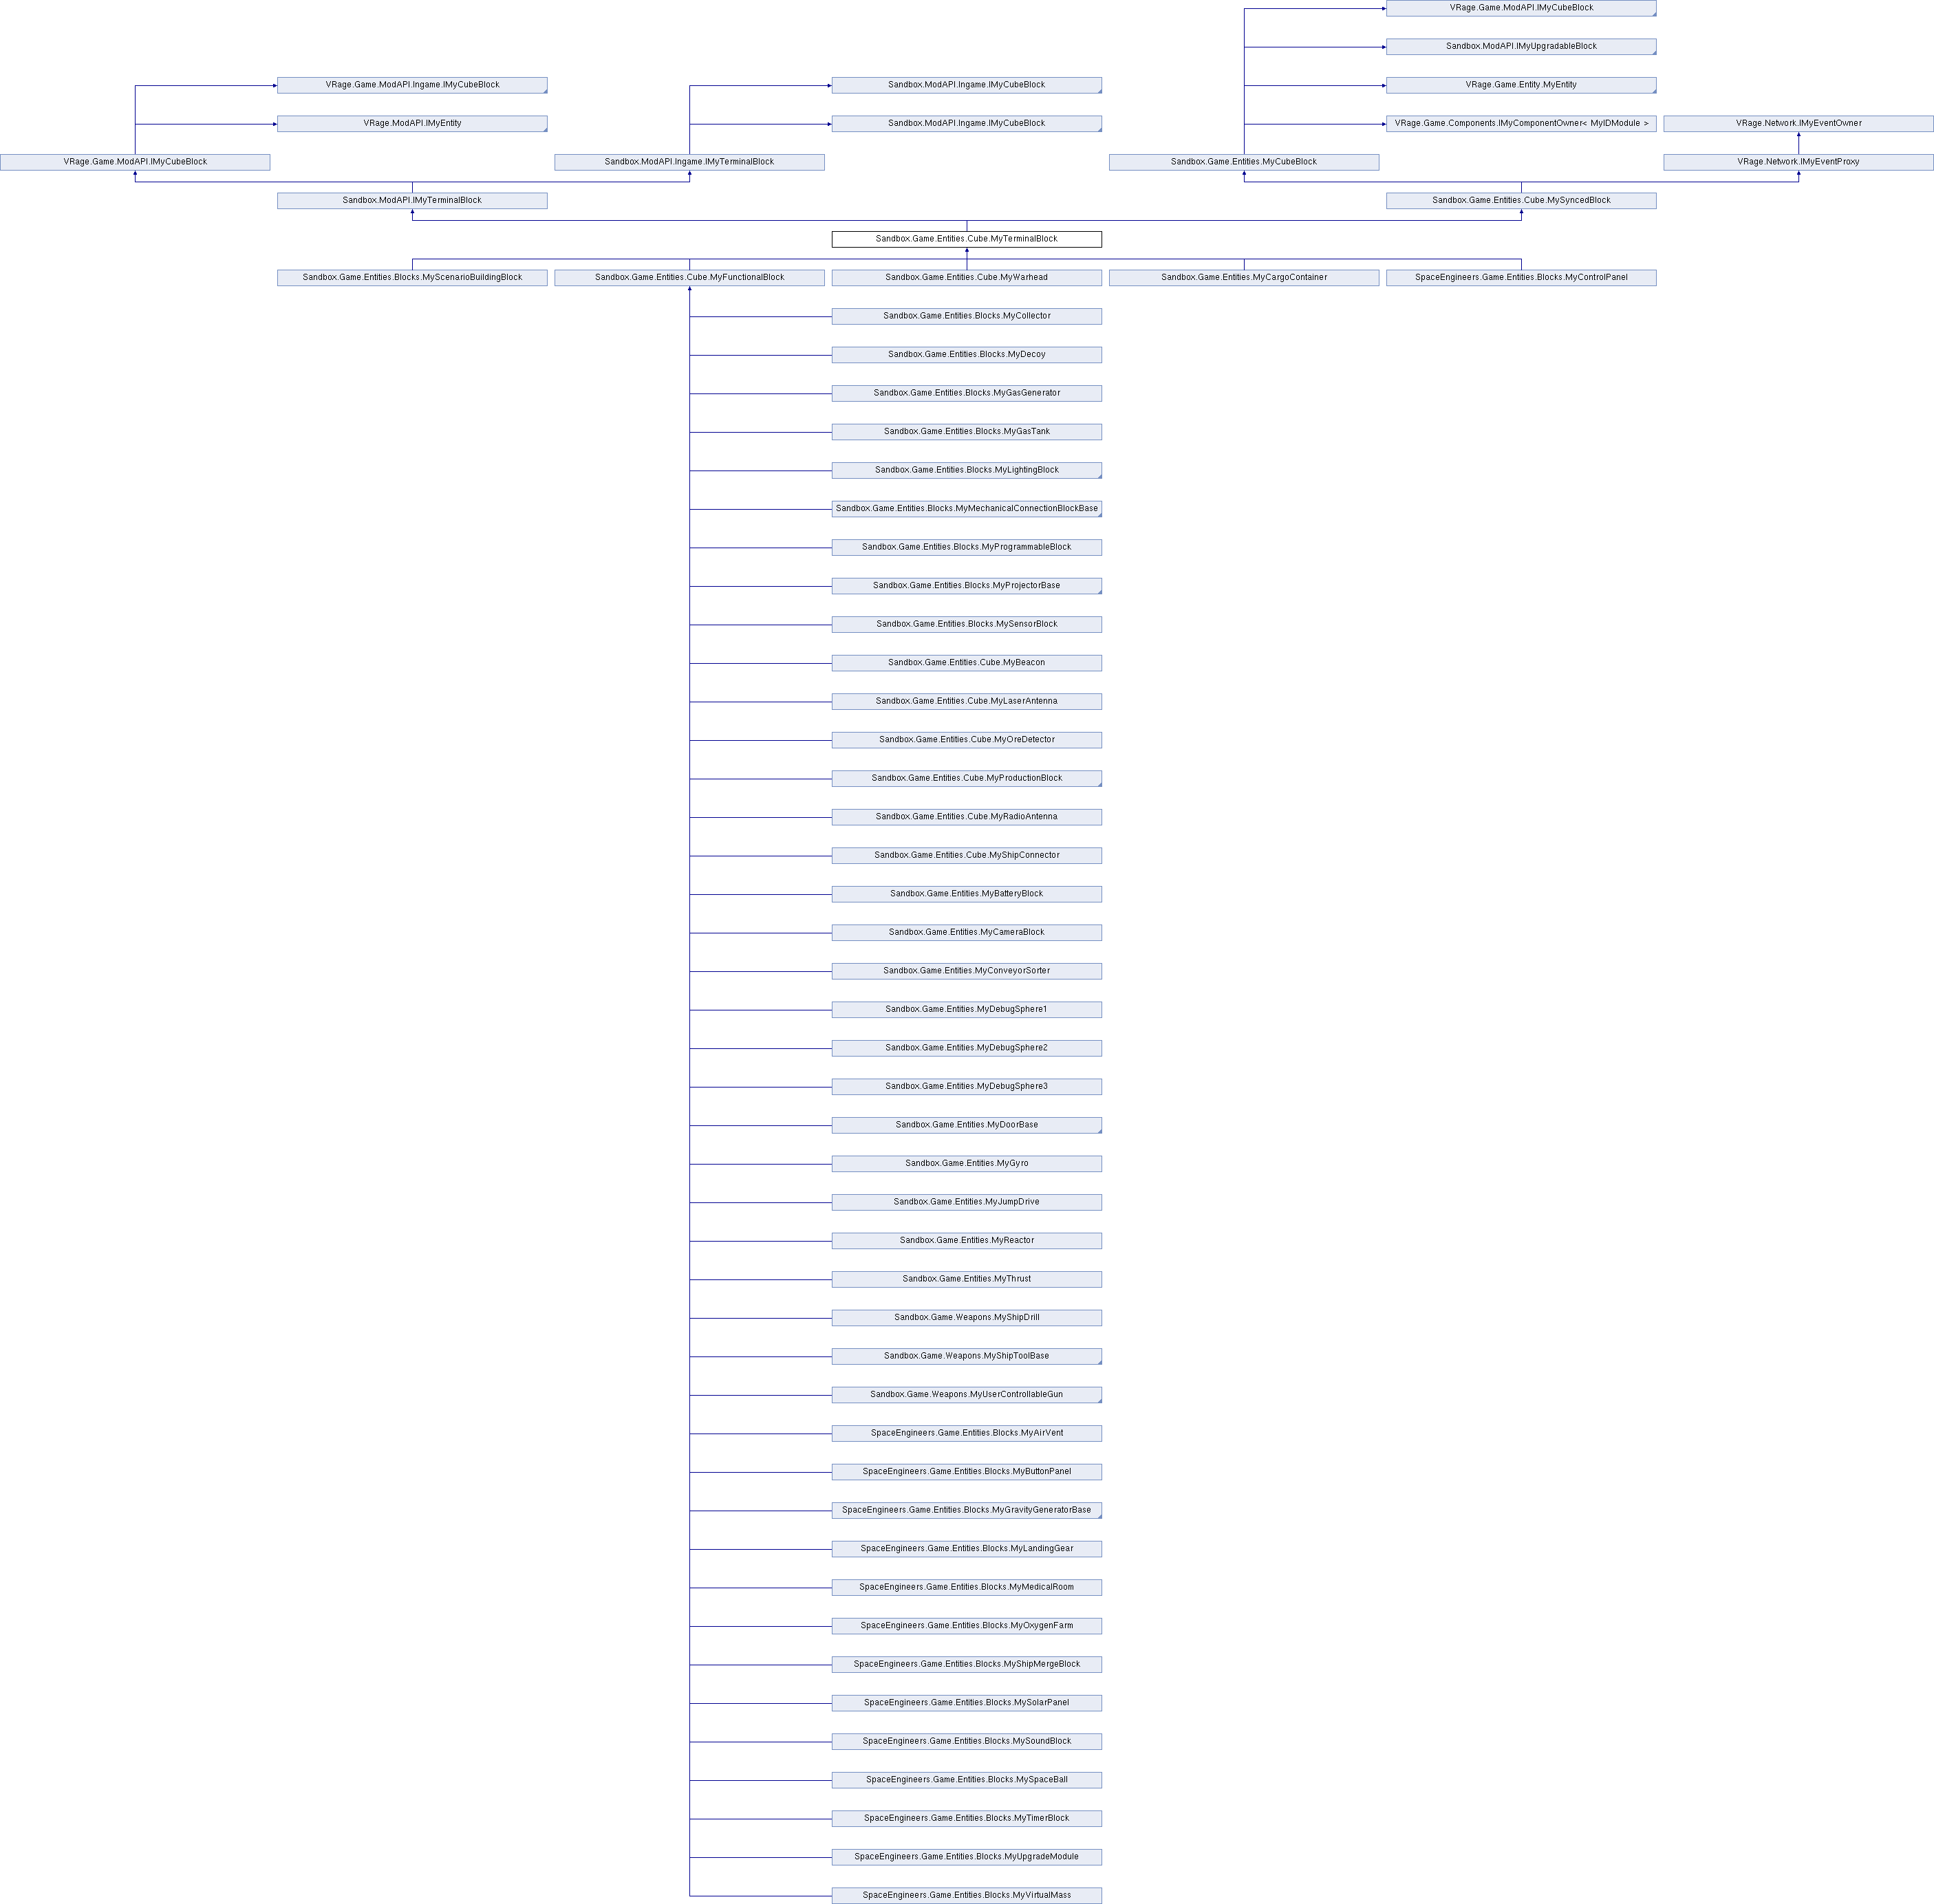 VRage.Game.ModAPI.IMyCubeBlock
Sandbox.ModAPI.IMyUpgradableBlock
VRage.Game.ModAPI.Ingame.IMyCubeBlock
Sandbox.ModAPI.Ingame.IMyCubeBlock
VRage.Game.Entity.MyEntity
VRage.ModAPI.IMyEntity
Sandbox.ModAPI.Ingame.IMyCubeBlock
VRage.Game.Components.IMyComponentOwner< MyIDModule >
VRage.Network.IMyEventOwner
VRage.Game.ModAPI.IMyCubeBlock
Sandbox.ModAPI.Ingame.IMyTerminalBlock
Sandbox.Game.Entities.MyCubeBlock
VRage.Network.IMyEventProxy
Sandbox.ModAPI.IMyTerminalBlock
Sandbox.Game.Entities.Cube.MySyncedBlock
Sandbox.Game.Entities.Cube.MyTerminalBlock
Sandbox.Game.Entities.Blocks.MyScenarioBuildingBlock
Sandbox.Game.Entities.Cube.MyFunctionalBlock
Sandbox.Game.Entities.Cube.MyWarhead
Sandbox.Game.Entities.MyCargoContainer
SpaceEngineers.Game.Entities.Blocks.MyControlPanel
Sandbox.Game.Entities.Blocks.MyCollector
Sandbox.Game.Entities.Blocks.MyDecoy
Sandbox.Game.Entities.Blocks.MyGasGenerator
Sandbox.Game.Entities.Blocks.MyGasTank
Sandbox.Game.Entities.Blocks.MyLightingBlock
Sandbox.Game.Entities.Blocks.MyMechanicalConnectionBlockBase
Sandbox.Game.Entities.Blocks.MyProgrammableBlock
Sandbox.Game.Entities.Blocks.MyProjectorBase
Sandbox.Game.Entities.Blocks.MySensorBlock
Sandbox.Game.Entities.Cube.MyBeacon
Sandbox.Game.Entities.Cube.MyLaserAntenna
Sandbox.Game.Entities.Cube.MyOreDetector
Sandbox.Game.Entities.Cube.MyProductionBlock
Sandbox.Game.Entities.Cube.MyRadioAntenna
Sandbox.Game.Entities.Cube.MyShipConnector
Sandbox.Game.Entities.MyBatteryBlock
Sandbox.Game.Entities.MyCameraBlock
Sandbox.Game.Entities.MyConveyorSorter
Sandbox.Game.Entities.MyDebugSphere1
Sandbox.Game.Entities.MyDebugSphere2
Sandbox.Game.Entities.MyDebugSphere3
Sandbox.Game.Entities.MyDoorBase
Sandbox.Game.Entities.MyGyro
Sandbox.Game.Entities.MyJumpDrive
Sandbox.Game.Entities.MyReactor
Sandbox.Game.Entities.MyThrust
Sandbox.Game.Weapons.MyShipDrill
Sandbox.Game.Weapons.MyShipToolBase
Sandbox.Game.Weapons.MyUserControllableGun
SpaceEngineers.Game.Entities.Blocks.MyAirVent
SpaceEngineers.Game.Entities.Blocks.MyButtonPanel
SpaceEngineers.Game.Entities.Blocks.MyGravityGeneratorBase
SpaceEngineers.Game.Entities.Blocks.MyLandingGear
SpaceEngineers.Game.Entities.Blocks.MyMedicalRoom
SpaceEngineers.Game.Entities.Blocks.MyOxygenFarm
SpaceEngineers.Game.Entities.Blocks.MyShipMergeBlock
SpaceEngineers.Game.Entities.Blocks.MySolarPanel
SpaceEngineers.Game.Entities.Blocks.MySoundBlock
SpaceEngineers.Game.Entities.Blocks.MySpaceBall
SpaceEngineers.Game.Entities.Blocks.MyTimerBlock
SpaceEngineers.Game.Entities.Blocks.MyUpgradeModule
SpaceEngineers.Game.Entities.Blocks.MyVirtualMass